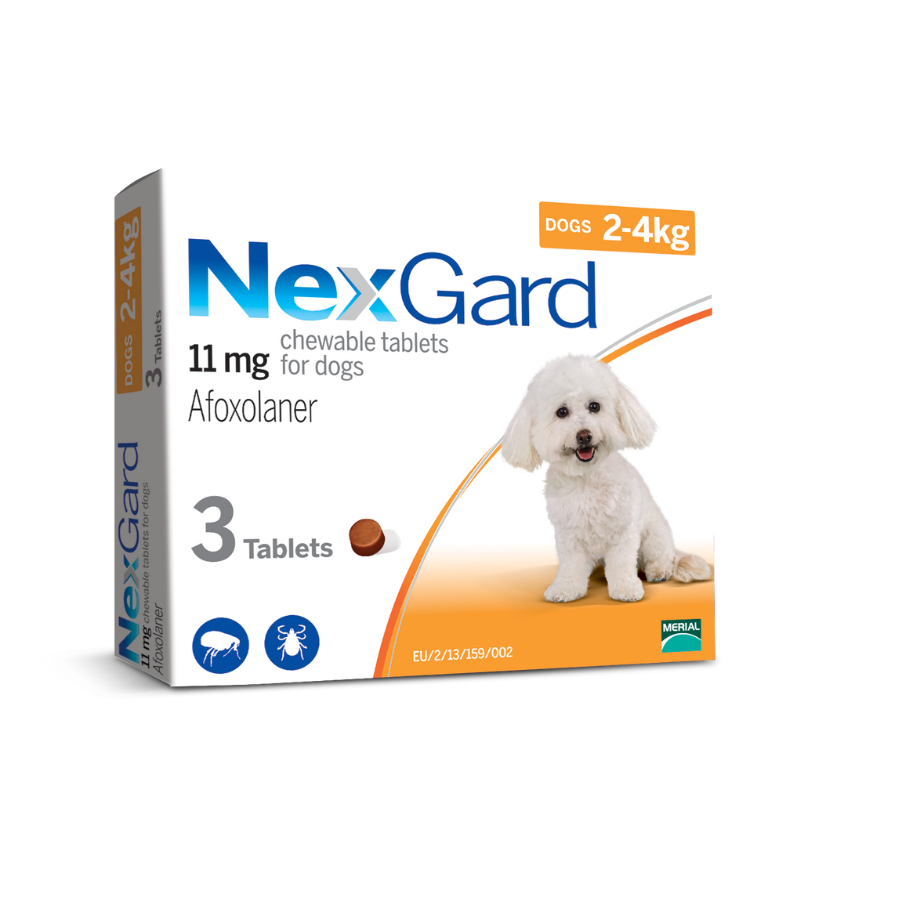 DOGS 2-4kg
NexGard
11 mg chewable tablets
for dogs
Afoxolaner
3 Tablets
EU/2/13/159/002
MERIAL
DOGS 2-4kg
3 Tablets
NexGard
11 mg chewable tablets for dogs
Afoxolaner